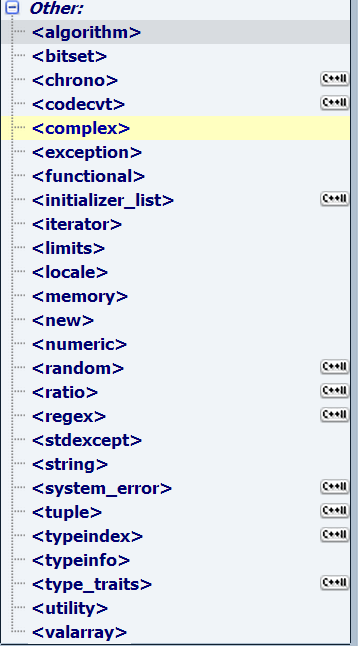 Other:
<algorithm>
<bitset>
<chrono> C++11
<codecvt> C++11
<complex>
<exception>
<functional>
<initializer_list> C++11
<iterator>
<limits>
<locale>
<memory>
<new>
<numeric>
<random> C++11
<ratio> C++11
<regex> C++11
<stdexcept>
<string>
<system_error> C++11
<tuple> C++11
<typeindex> C++11
<typeinfo>
<type_traits> C++11
<utility>
<valarray>